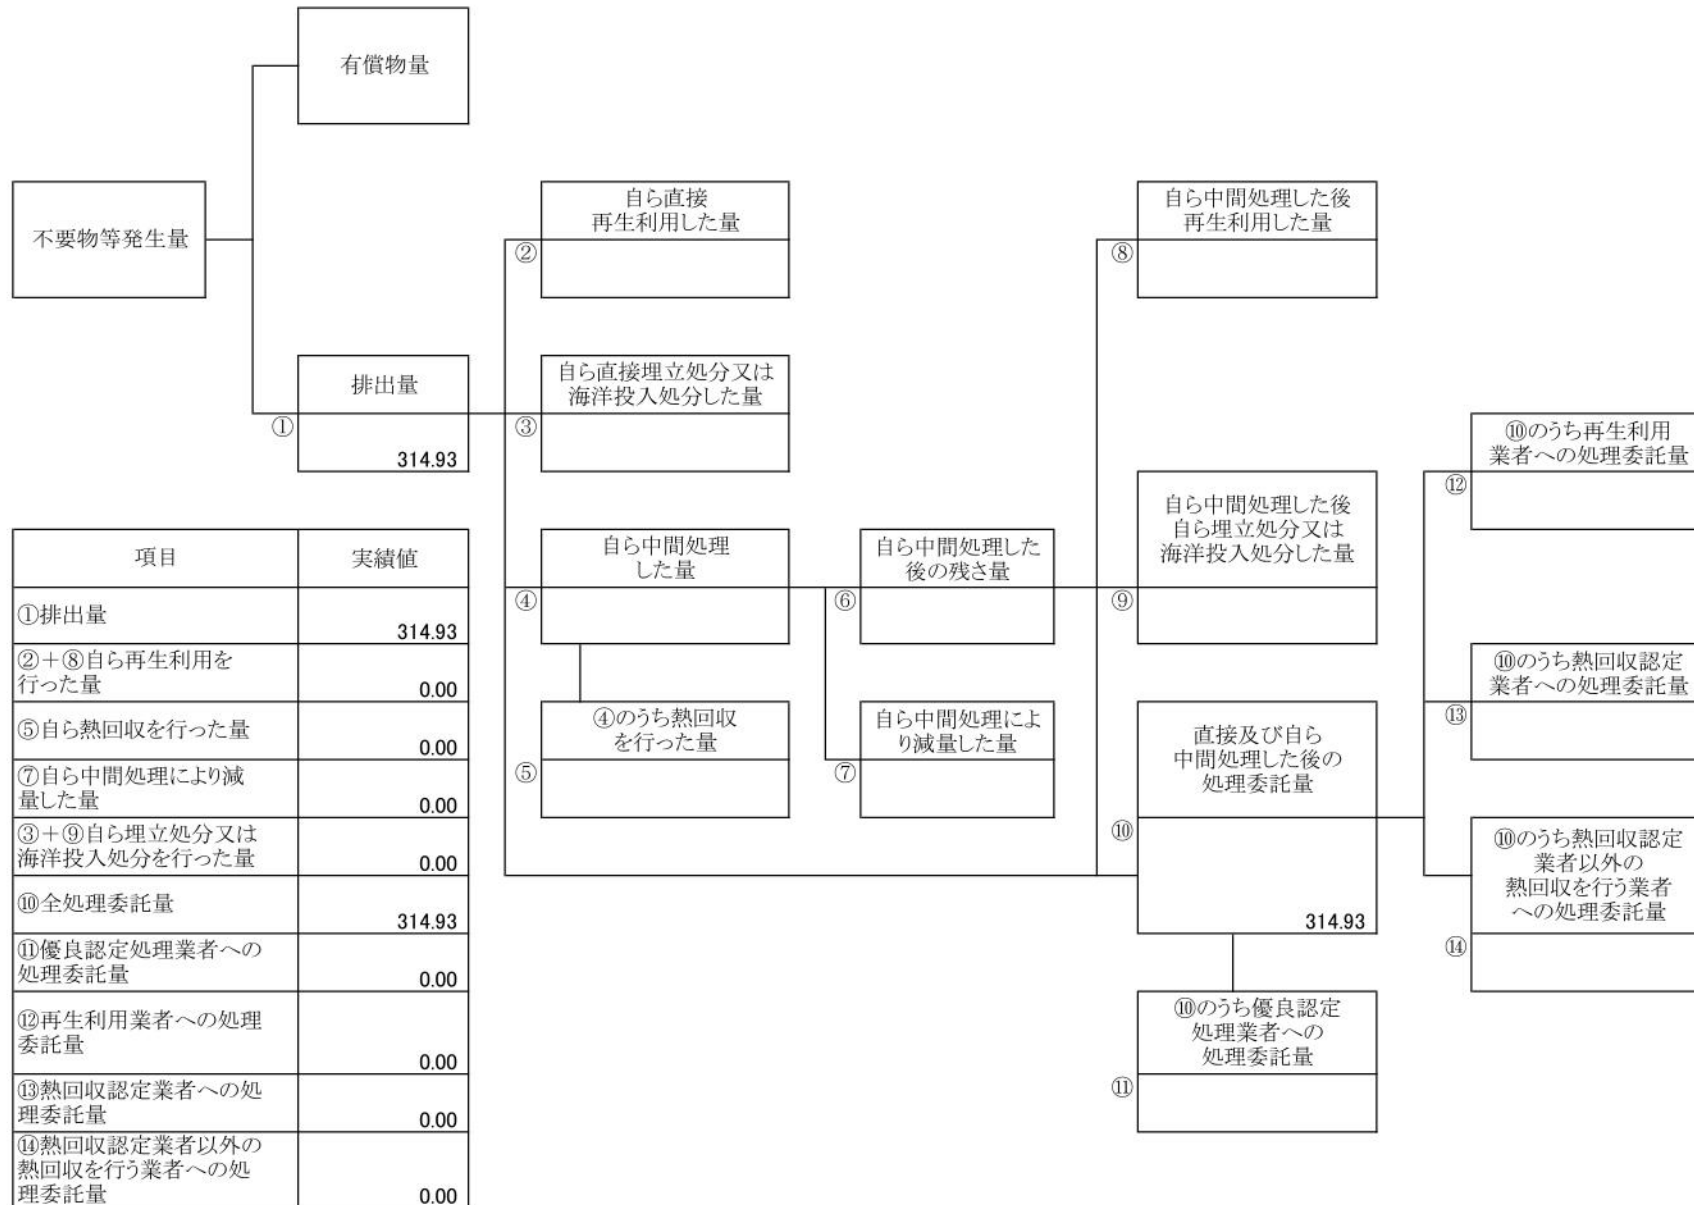 有償物量
不要物等発生量
自ら直接
再生利用した量
②
自ら中間処理した後
再生利用した量
⑧
排出量
①
314.93
自ら直接埋立処分又は
海洋投入処分した量
③
⑩のうち再生利用
業者への処理委託量
⑫
自ら中間処理
した量
④
自ら中間処理した
後の残さ量
⑥
自ら中間処理した後
自ら埋立処分又は
海洋投入処分した量
⑨
⑩のうち熱回収認定
業者への処理委託量
⑬
④のうち熱回収
を行った量
⑤
自ら中間処理によ
り減量した量
⑦
直接及び自ら
中間処理した後の
処理委託量
⑩
314.93
⑩のうち熱回収認定
業者以外の
熱回収を行う業者
への処理委託量
⑭
⑩のうち優良認定
処理業者への
処理委託量
⑪
項目 実績値
①排出量
314.93
②+⑧自ら再生利用を
行った量
0.00
⑤自ら熱回収を行った量
0.00
⑦自ら中間処理により減
量した量
0.00
③+⑨自ら埋立処分又は
海洋投入処分を行った量
0.00
⑩全処理委託量
314.93
⑪優良認定処理業者への
処理委託量
0.00
⑫再生利用業者への処理
委託量
0.00
⑬熱回収認定業者への処
理委託量
0.00
⑭熱回収認定業者以外の
熱回収を行う業者への処
理委託量
0.00